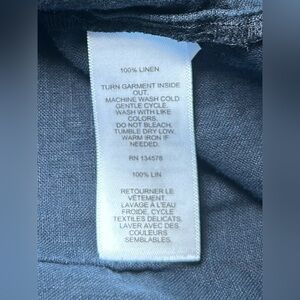 100% LINEN
TURN GARMENT INSIDE
OUT.
MACHINE WASH COLD
GENTLE CYCLE.
WASH WITH LIKE
COLORS.
DO NOT BLEACH.
TUMBLE DRY LOW.
WARM IRON IF
NEEDED.
RN 134578
100% LIN
RETOURNER LE
VÊTEMENT.
LAVAGE À L'EAU
FROIDE, CYCLE
TEXTILES DÉLICATS.
LAVER AVEC DES
COULEURS
SEMBLABLES.